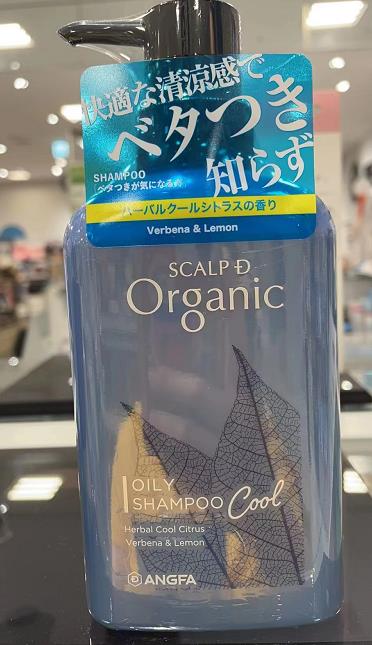 快適な清涼感で
ベタつき
知らず
SHAMPOO
[ベタつきが気になる方]
ハーバルクールシトラスの香り
Verbena & Lemon
SCALP D
Organic
OILY
SHAMPOO Cool
Herbal Cool Citrus
Verbena & Lemon
ANGFA